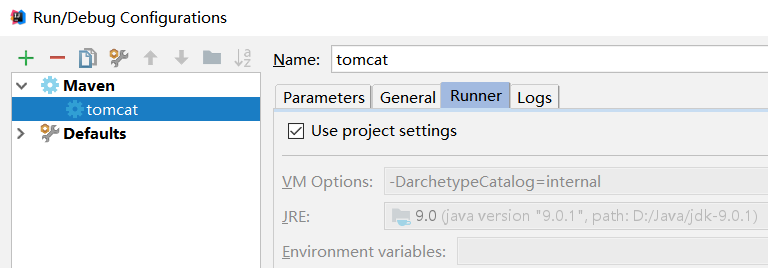 Run/Debug Configurations
Name: tomcat
Maven
tomcat
Defaults
Parameters General Runner Logs
Use project settings
VM Options: -DarchetypeCatalog=internal
JRE: 9.0 (java version "9.0.1", path: D:/Java/jdk-9.0.1)
Environment variables: